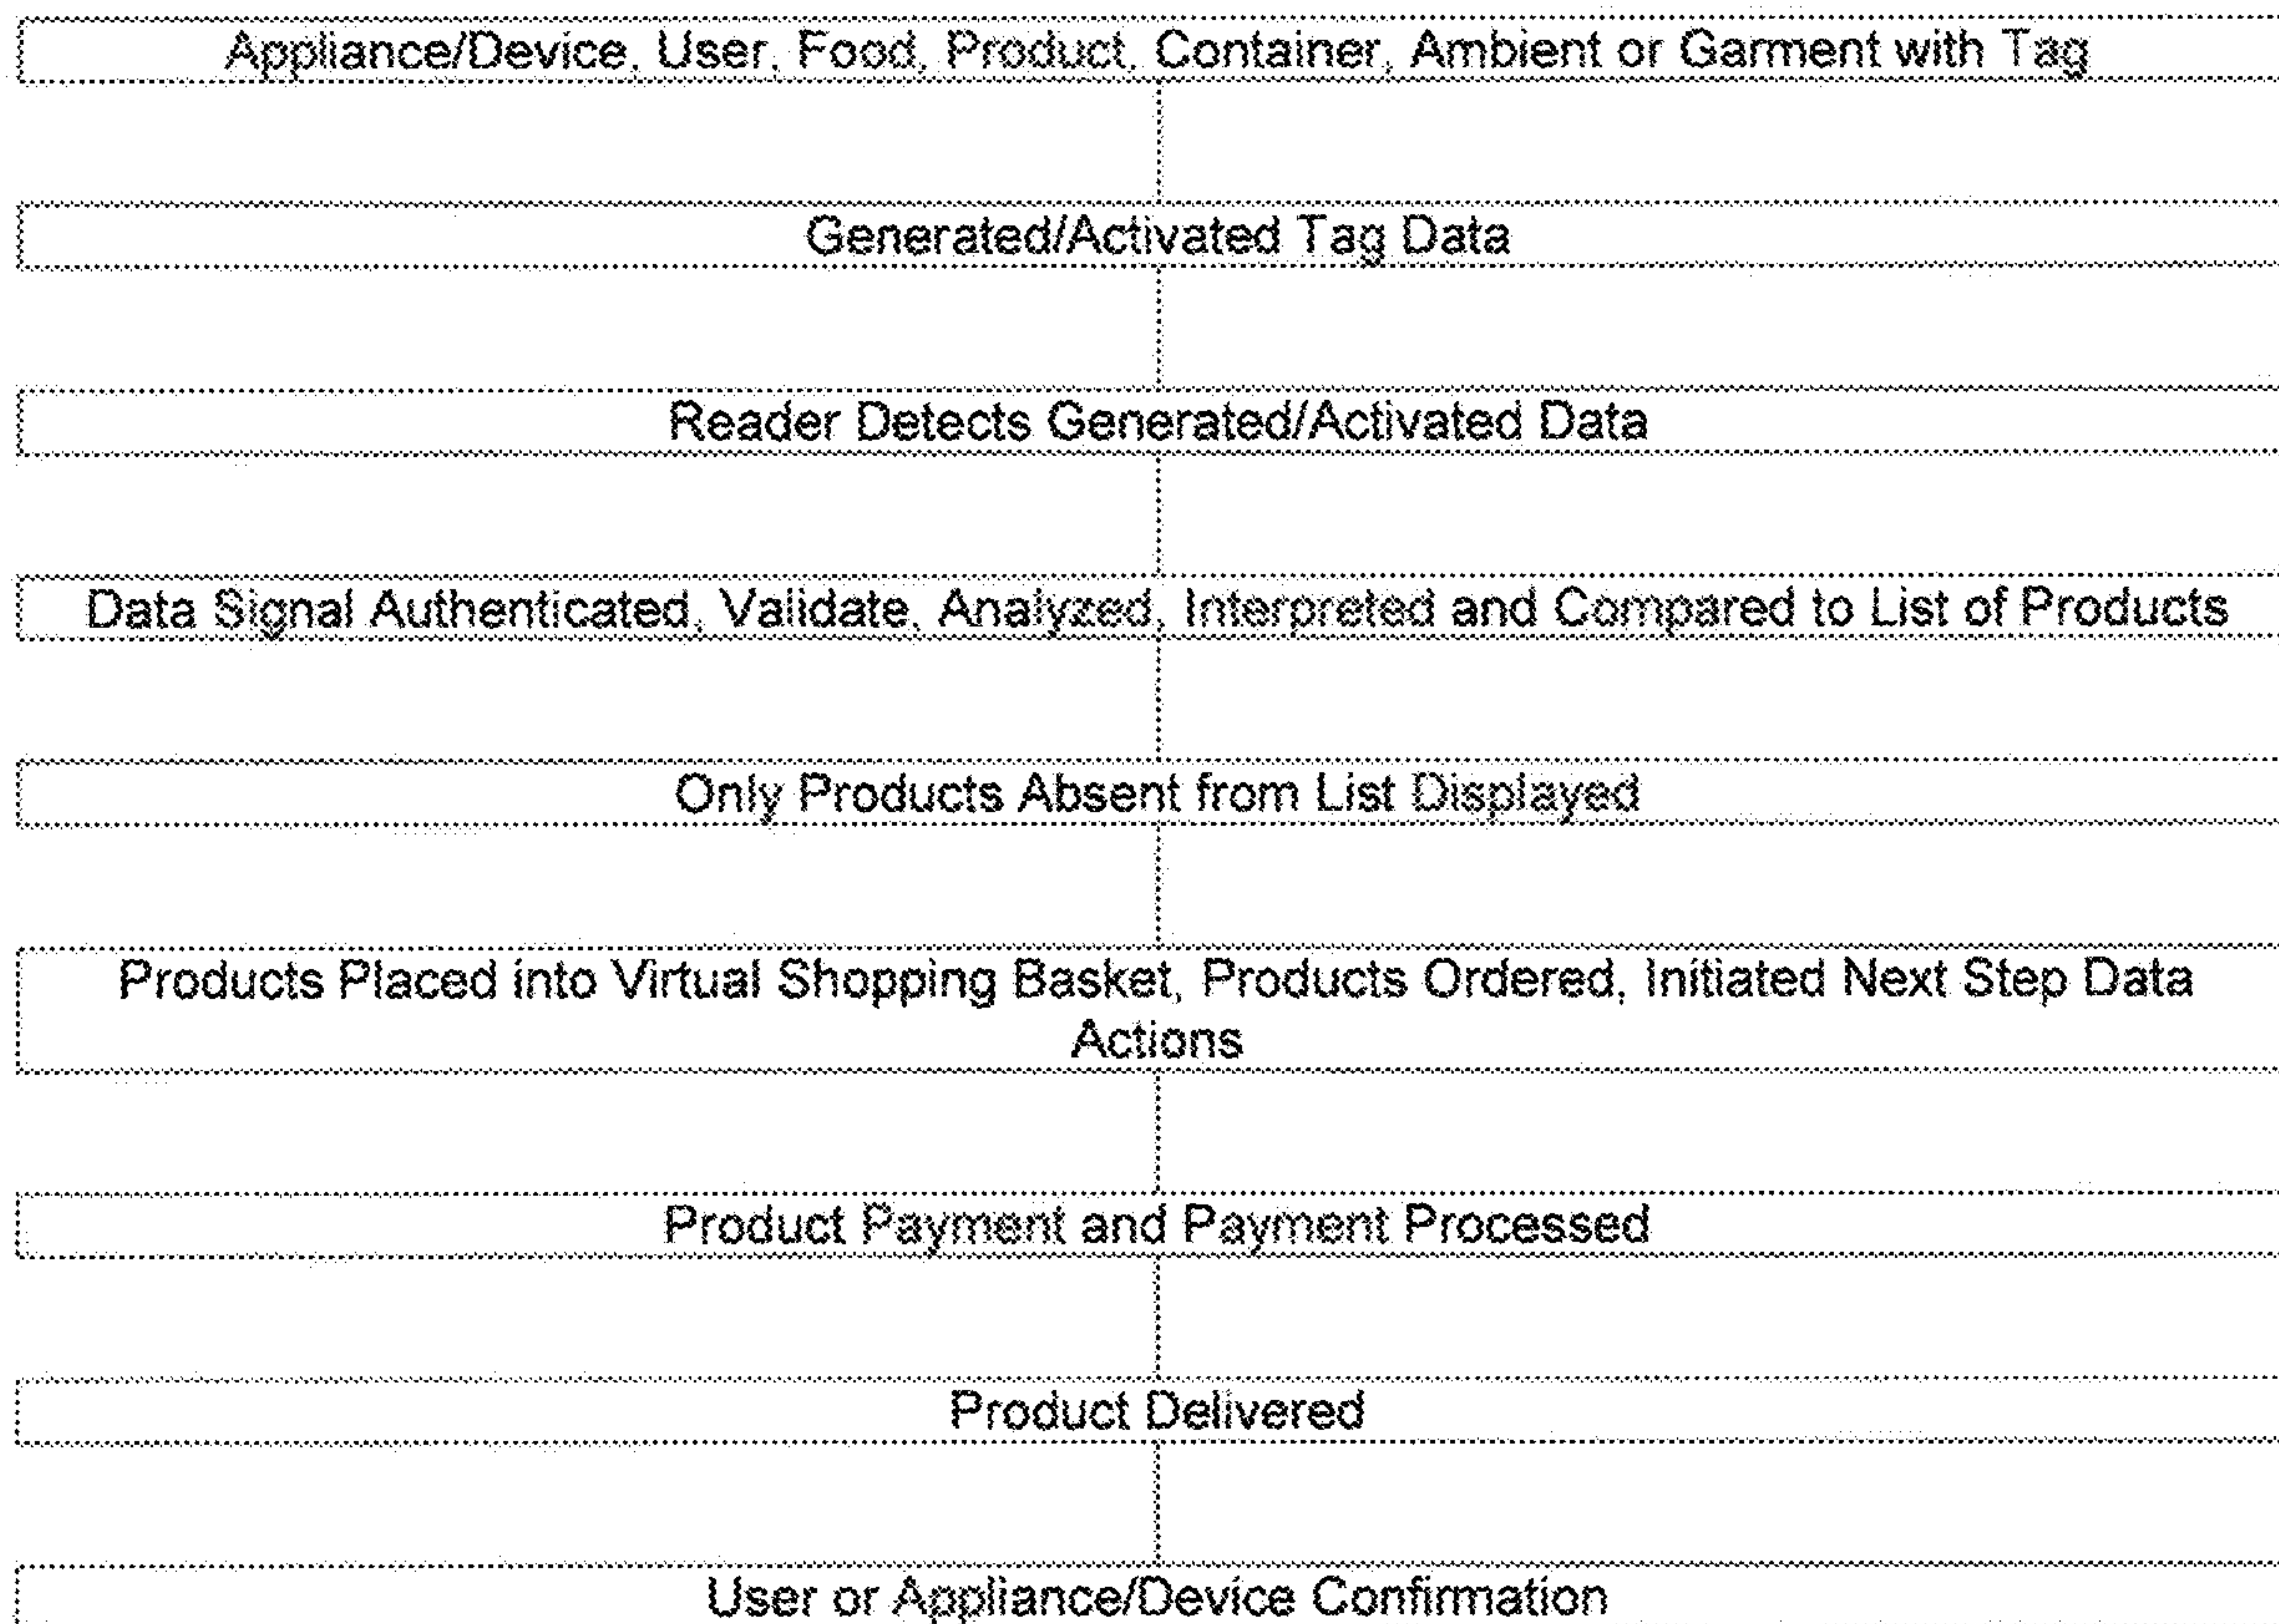 Appliance/Device, User, Food, Product, Container, Ambient or Garment with Tag
Generated/Activated Tag Data
Reader Detects Generated/Activated Data
Data Signal Authenticated, Validate, Analyzed, Interpreted and Compared to List of Products
Only Products Absent from List Displayed
Products Placed into Virtual Shopping Basket, Products Ordered, Initiated Next Step Data
Actions
Product Payment and Payment Processed
Product Delivered
User or Appliance/Device Confirmation